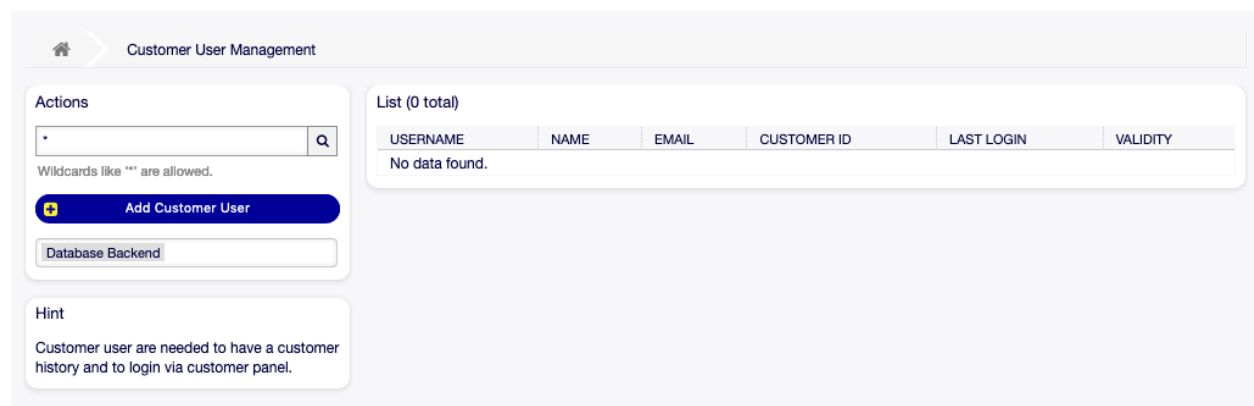 Customer User Management
Actions
*
Wildcards like '*' are allowed.
Add Customer User
Database Backend
Hint
Customer user are needed to have a customer
history and to login via customer panel.
List (0 total)
USERNAME NAME EMAIL CUSTOMER ID LAST LOGIN VALIDITY
No data found.